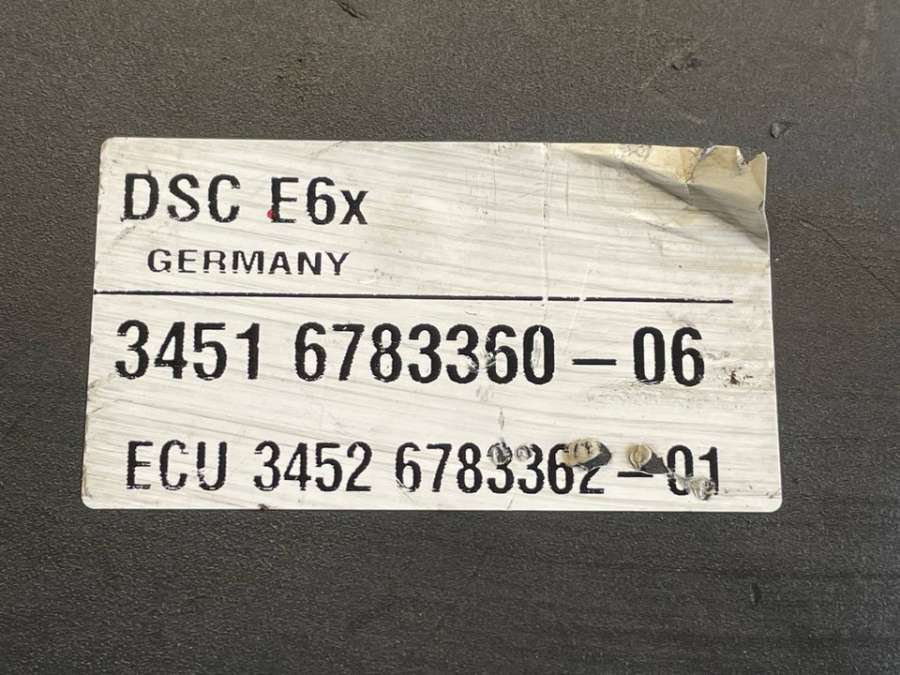 DSC E6x
GERMANY
3451 6783360-06
ECU 3452 6783362-01